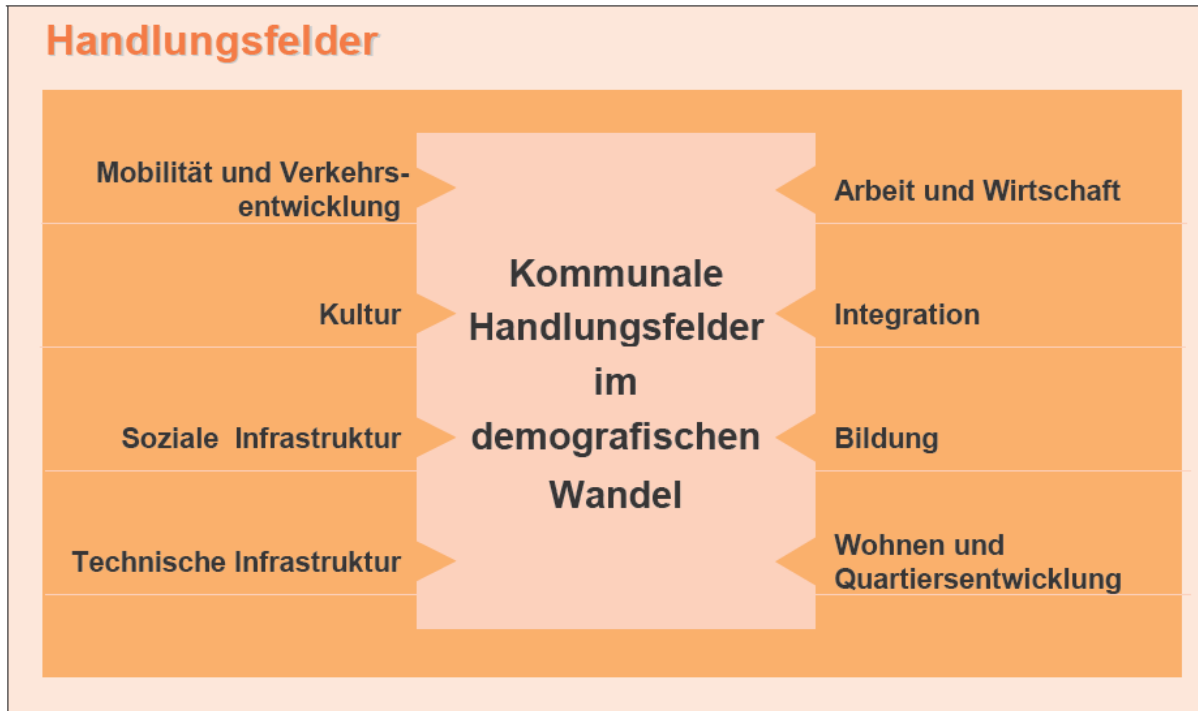 Handlungsfelder
Mobilität und Verkehrs-
entwicklung
Kultur
Soziale Infrastruktur
Technische Infrastruktur
Kommunale
Handlungsfelder
im
demografischen
Wandel
Arbeit und Wirtschaft
Integration
Bildung
Wohnen und
Quartiersentwicklung